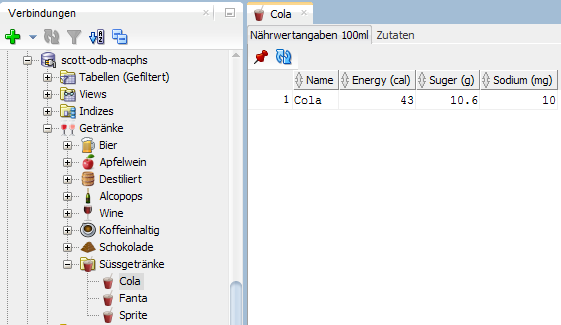 Verbindungen
scott-odb-macphs
Tabellen (Gefiltert)
Views
Indizes
Getränke
Bier
Apfelwein
Destiliert
Alcopops
Wine
Koffeinhaltig
Schokolade
Süssgetränke
Cola
Fanta
Sprite
Cola
Nährwertangaben 100ml Zutaten
Name Energy (cal) Suger (g) Sodium (mg)
1 Cola 43 10.6 10